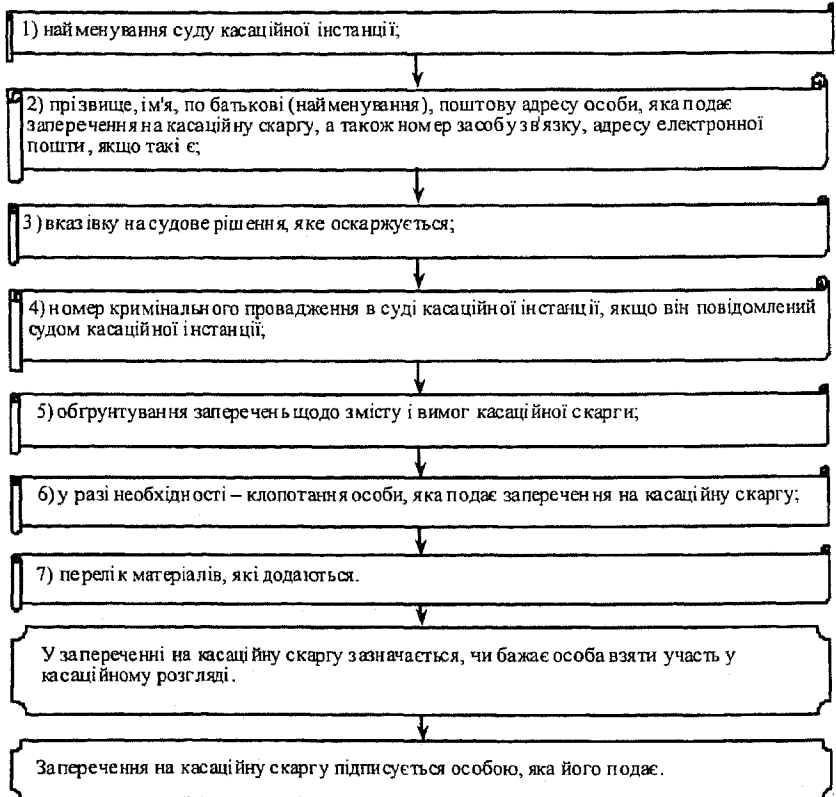 1) найменування суду касаційної інстанції;
2) прізвище, ім'я, по батькові (найменування), поштову адресу особи, яка подає
заперечення на касаційну скаргу, а також номер засобу зв'язку, адресу електронної
пошти, якщо такі є;
3) вказівку на судове рішення, яке оскаржується;
4) номер кримінального провадження в суді касаційної інстанції, якщо він повідомлений
судом касаційної інстанції;
5) обґрунтування заперечень щодо змісту і вимог касаційної скарги;
6) у разі необхідності – клопотання особи, яка подає заперечення на касаційну скаргу;
7) перелік матеріалів, які додаються.
У запереченні на касаційну скаргу зазначається, чи бажає особа взяти участь у
касаційному розгляді.
Заперечення на касаційну скаргу підписується особою, яка його подає.